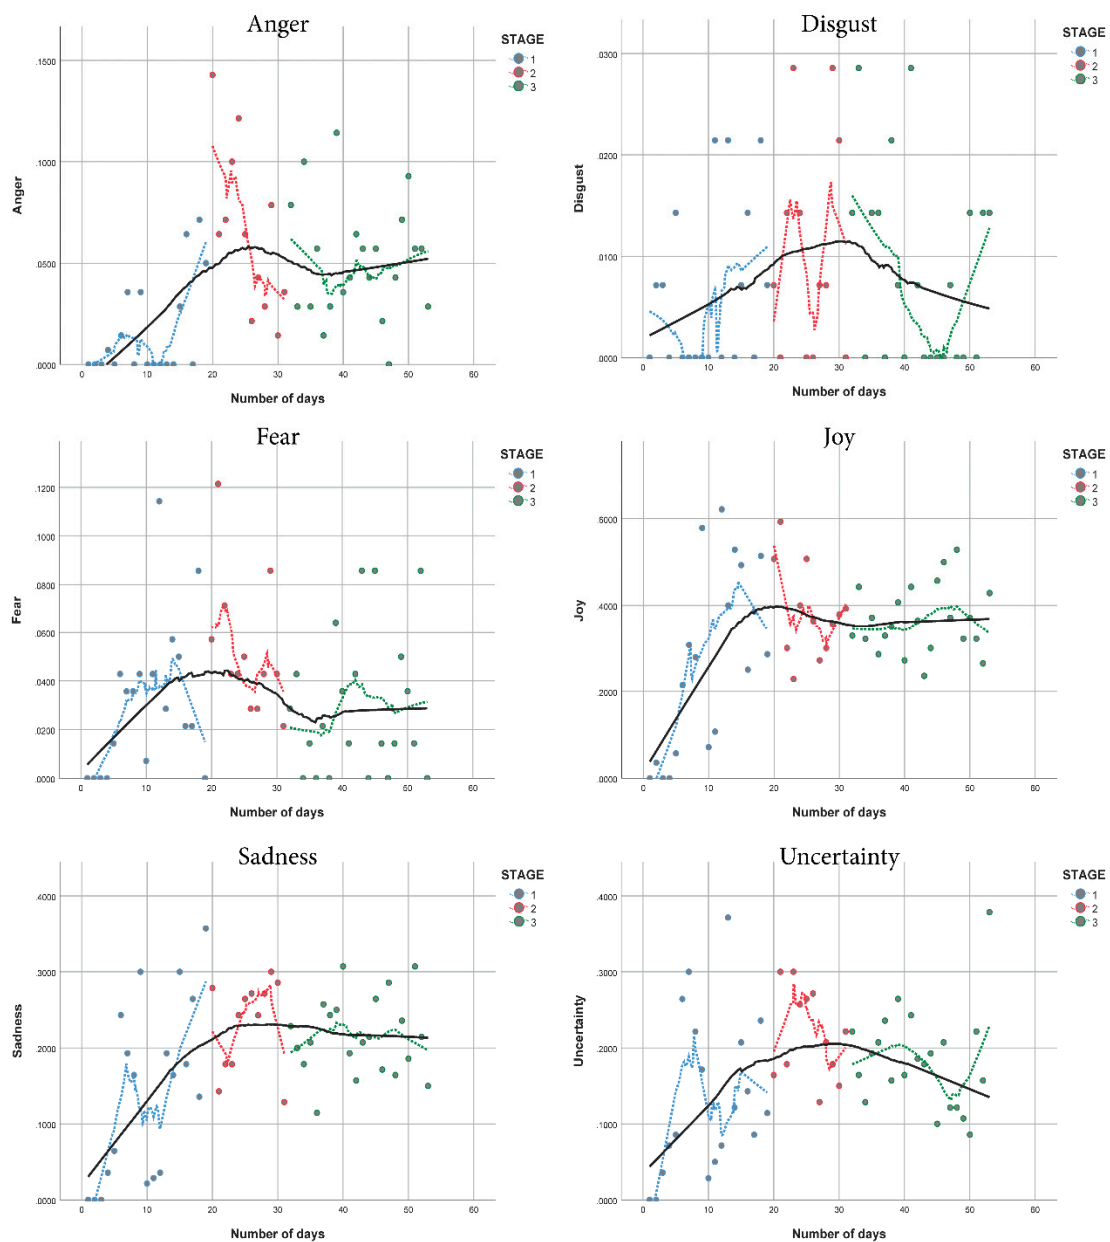 Anger
STAGE
1
2
3
.1500
.1000
.0500
.0000
Anger
0 10 20 30 40 50 60
Number of days
Disgust
STAGE
1
2
3
.0300
.0200
.0100
.0000
Disgust
0 10 20 30 40 50 60
Number of days
Fear
STAGE
1
2
3
.1200
.1000
.0800
.0600
.0400
.0200
.0000
Fear
0 10 20 30 40 50 60
Number of days
Joy
STAGE
1
2
3
.6000
.4000
.2000
.0000
Joy
0 10 20 30 40 50 60
Number of days
Sadness
STAGE
1
2
3
.4000
.3000
.2000
.1000
.0000
Sadness
0 10 20 30 40 50 60
Number of days
Uncertainty
STAGE
1
2
3
.4000
.3000
.2000
.1000
.0000
Uncertainty
0 10 20 30 40 50 60
Number of days